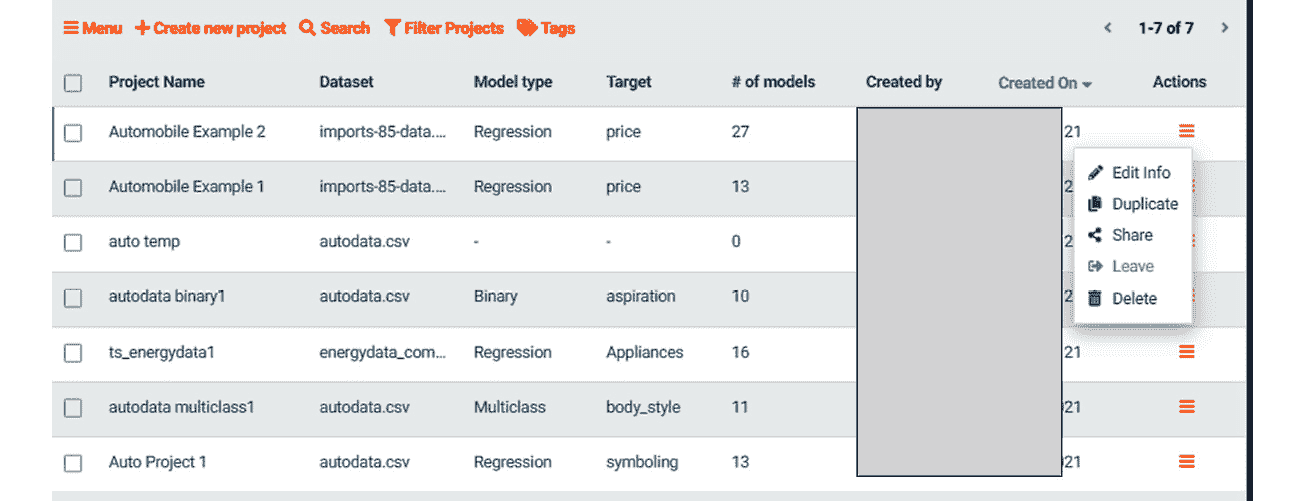 Menu Create new project Search Filter Projects Tags 1-7 of 7
Project Name Dataset Model type Target # of models Created by Created On Actions
Automobile Example 2 imports-85-data.... Regression price 27 21
Automobile Example 1 imports-85-data.... Regression price 13 2
auto temp autodata.csv - - 0 2
autodata binary1 autodata.csv Binary aspiration 10 2
ts_energydata1 energydata_com... Regression Appliances 16 21
autodata multiclass1 autodata.csv Multiclass body_style 11 21
Auto Project 1 autodata.csv Regression symboling 13 21
Edit Info
Duplicate
Share
Leave
Delete